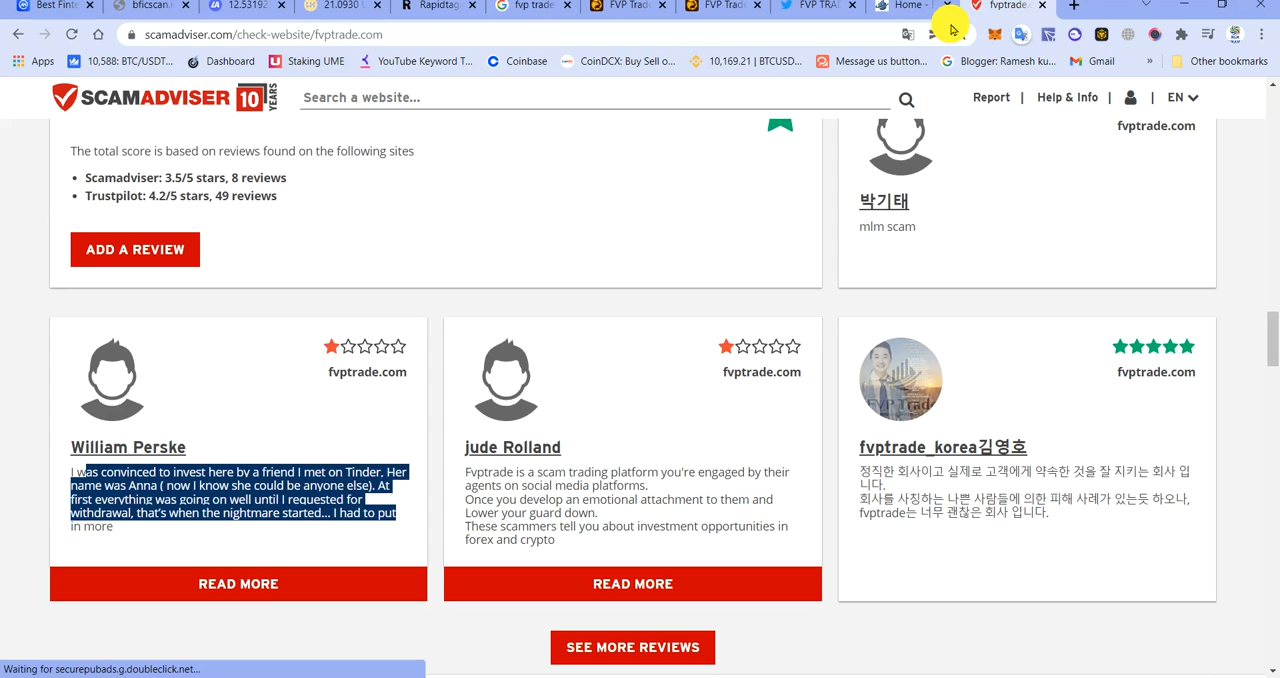 Best Finte
bficscan.i
12.53192
21.0930 l
Rapidtag
fvp trade
FVP Trad
FVP Trad
FVP TRA
Home - F
fvptrade.
scamadviser.com/check-website/fvptrade.com
Apps
10,588: BTC/USDT...
Dashboard
Staking UME
YouTube Keyword T...
Coinbase
CoinDCX: Buy Sell o...
10,169.21 | BTCUSD...
Message us button...
Blogger: Ramesh ku...
Gmail
»
Other bookmarks
SCAMADVISER 10 YEARS
Search a website...
Report | Help & Info |
| EN
The total score is based on reviews found on the following sites
• Scamadviser: 3.5/5 stars, 8 reviews
• Trustpilot: 4.2/5 stars, 49 reviews
ADD A REVIEW
fvptrade.com
박기태
mlm scam
fvptrade.com
William Perske
I was convinced to invest here by a friend I met on Tinder, Her
name was Anna ( now I know she could be anyone else). At
first everything was going on well until I requested for
withdrawal, that's when the nightmare started... I had to put
in more
READ MORE
fvptrade.com
jude Rolland
Fvptrade is a scam trading platform you're engaged by their
agents on social media platforms.
Once you develop an emotional attachment to them and
Lower your guard down.
These scammers tell you about investment opportunities in
forex and crypto
READ MORE
fvptrade.com
FVP Trade
fvptrade_korea김영호
정직한 회사이고 실제로 고객에게 약속한 것을 잘 지키는 회사 입
니다.
회사를 사칭하는 나쁜 사람들에 의한 피해 사례가 있는듯 하오나,
fvptrade는 너무 괜찮은 회사 입니다.
SEE MORE REVIEWS
Waiting for securepubads.g.doubleclick.net...